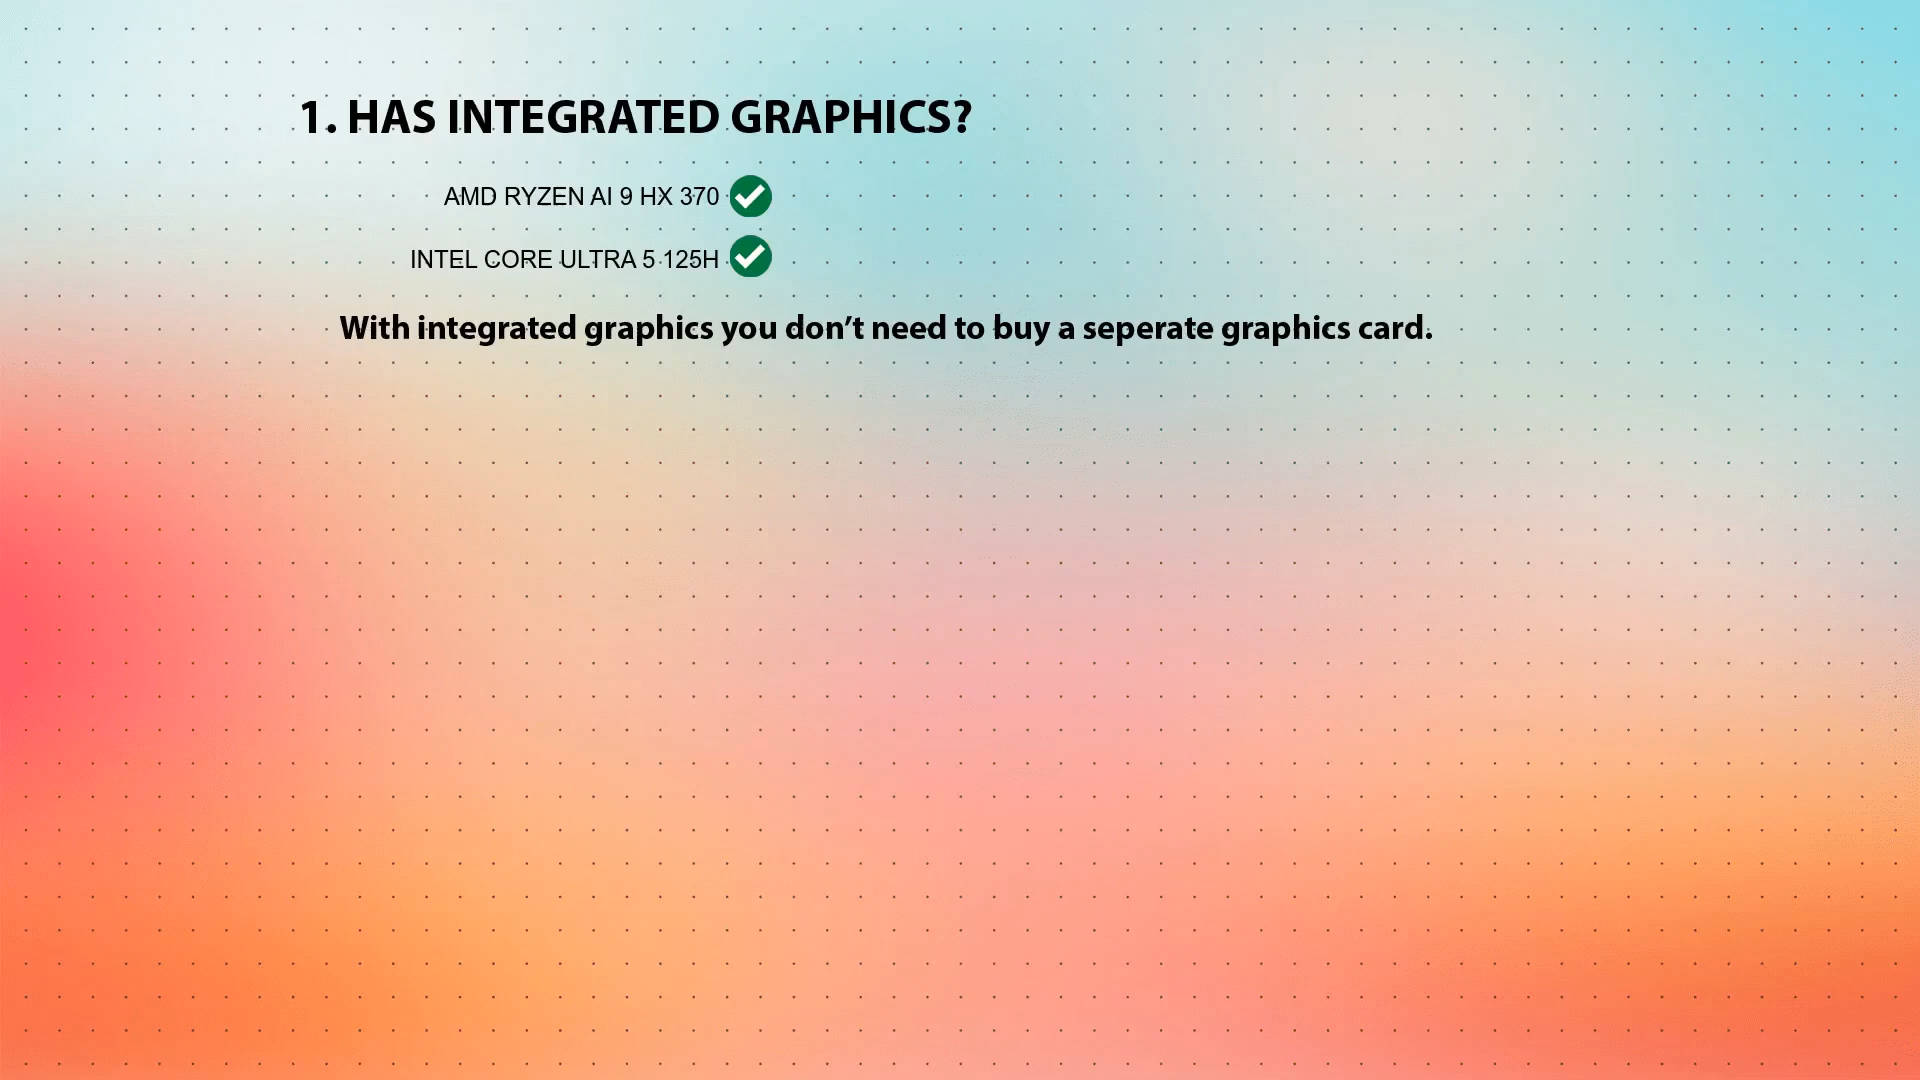 1. HAS INTEGRATED GRAPHICS?
AMD RYZEN AI 9 HX 370
INTEL CORE ULTRA 5 125H
With integrated graphics you don’t need to buy a seperate graphics card.